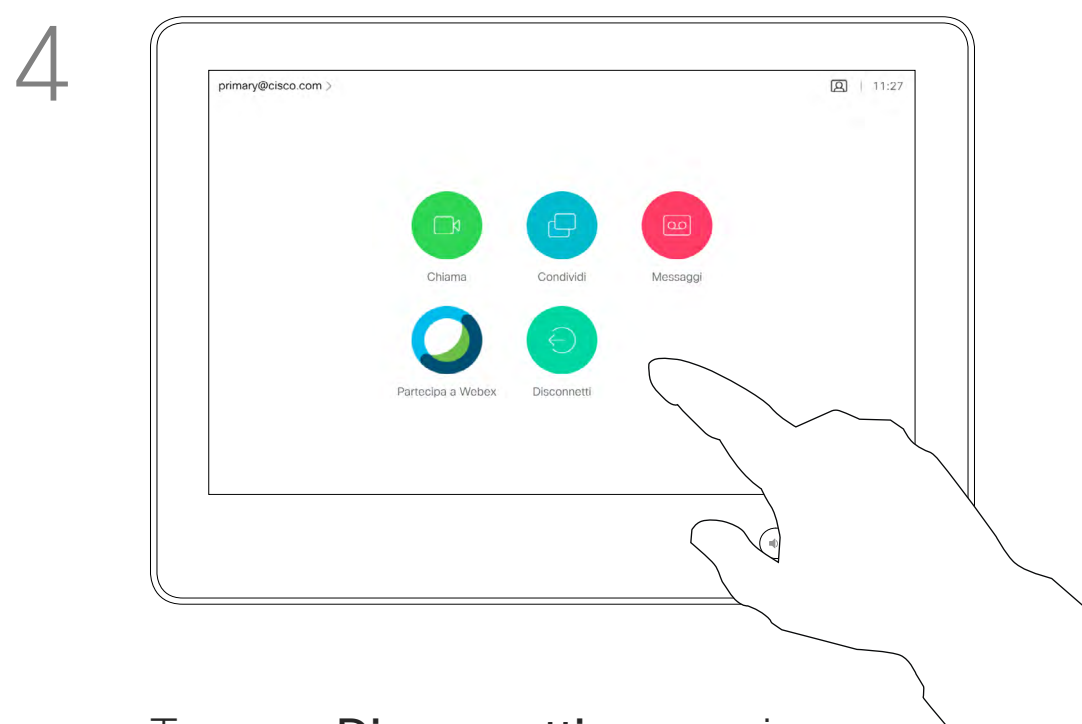 4
primary@cisco.com
11:27
Chiama
Condividi
Messaggi
Partecipa a Webex
Disconnetti